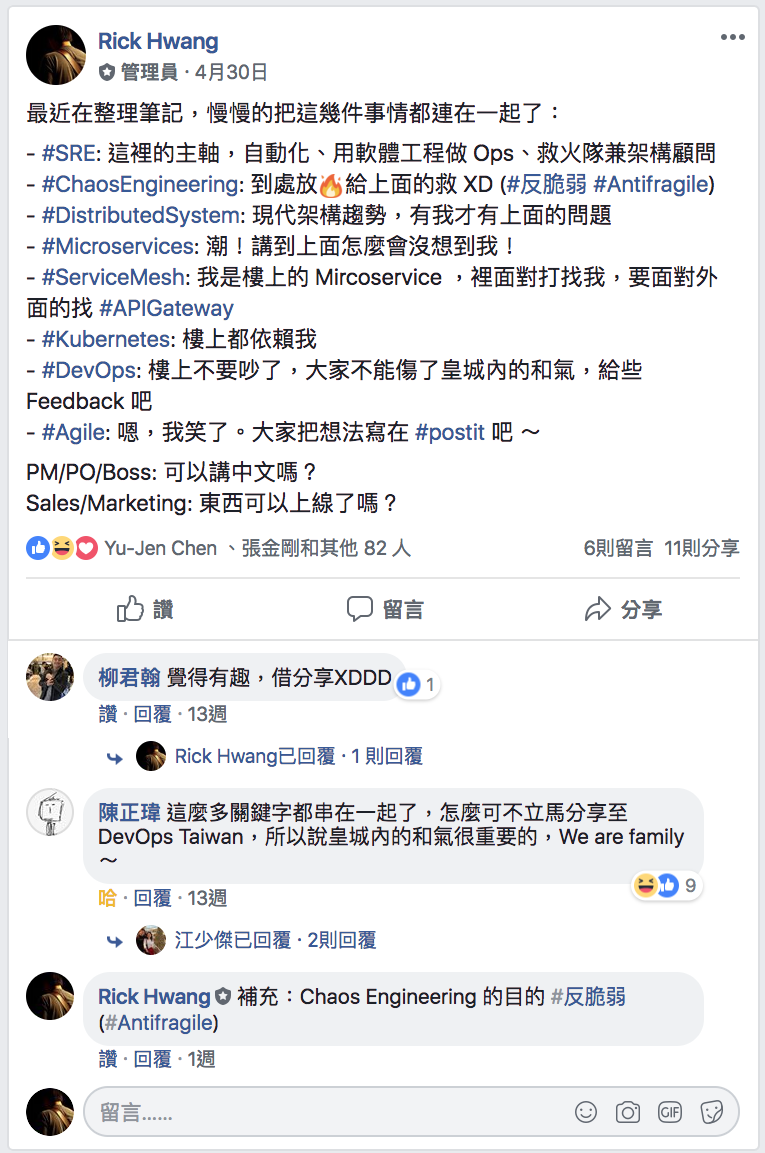 Rick Hwang
管理員 · 4月30日
最近在整理筆記，慢慢的把這幾件事情都連在一起了：
- #SRE: 這裡的主軸，自動化、用軟體工程做 Ops、救火隊兼架構顧問
- #ChaosEngineering: 到處放🔥給上面的救 XD (#反脆弱 #Antifragile)
- #DistributedSystem: 現代架構趨勢，有我才有上面的問題
- #Microservices: 潮！講到上面怎麼會沒想到我！
- #ServiceMesh: 我是樓上的 Mircoservice ，裡面對打找我，要面對外
面的找 #APIGateway
- #Kubernetes: 樓上都依賴我
- #DevOps: 樓上不要吵了，大家不能傷了皇城內的和氣，給些
Feedback 吧
- #Agile: 嗯，我笑了。大家把想法寫在 #postit 吧 ～
PM/PO/Boss: 可以講中文嗎？
Sales/Marketing: 東西可以上線了嗎？
Yu-Jen Chen 、張金剛和其他 82 人 6則留言 11則分享
讚 留言 分享
柳君翰 覺得有趣，借分享XDDD 1
讚 · 回覆 · 13週
Rick Hwang已回覆 · 1 則回覆
陳正瑋 這麼多關鍵字都串在一起了，怎麼可不立馬分享至
DevOps Taiwan，所以說皇城內的和氣很重要的，We are family
～
9
哈 · 回覆 · 13週
江少傑已回覆 · 2則回覆
Rick Hwang 補充：Chaos Engineering 的目的 #反脆弱
(#Antifragile)
讚 · 回覆 · 1週
留言......
GIF